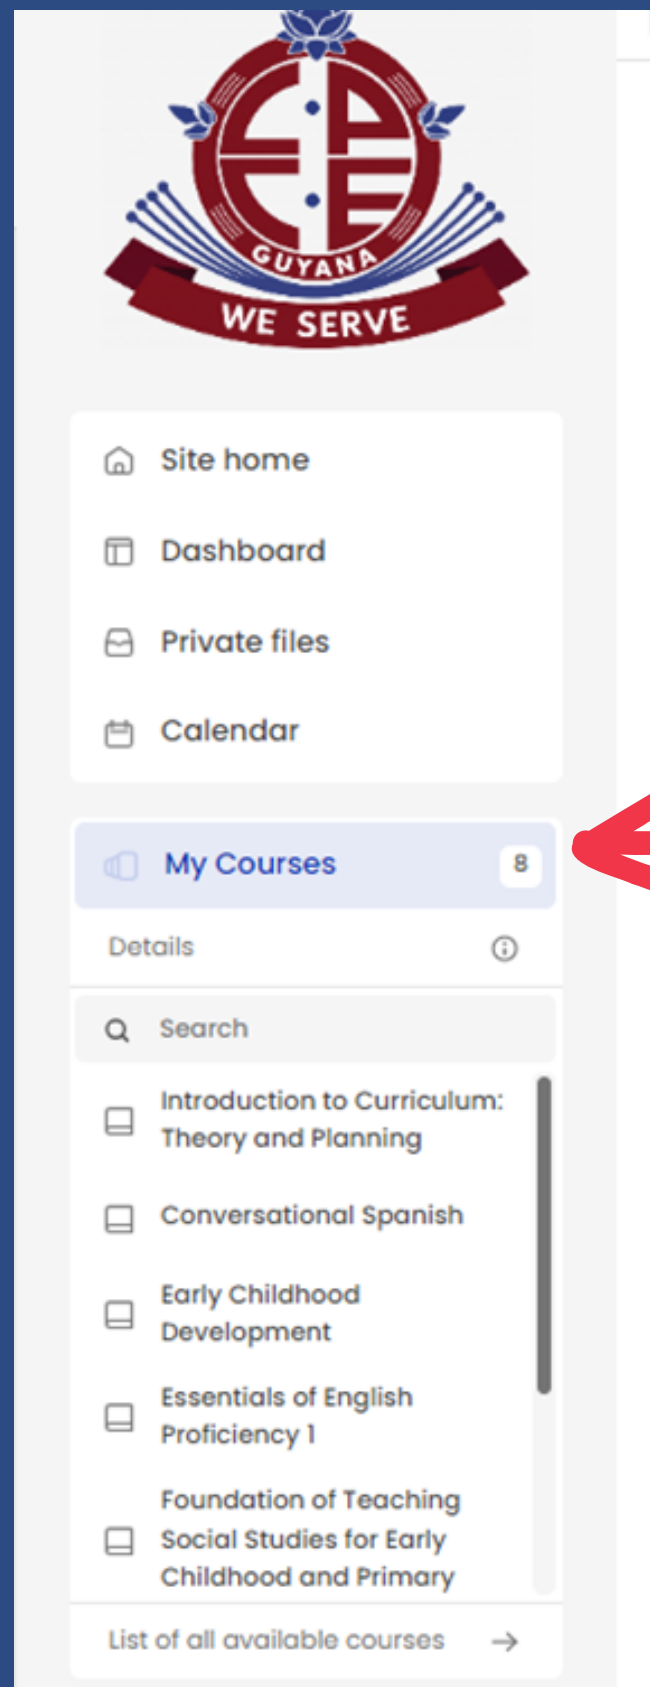 CPCE
GUYANA
WE SERVE
Site home
Dashboard
Private files
Calendar
My Courses 8
Details
Search
Introduction to Curriculum:
Theory and Planning
Conversational Spanish
Early Childhood
Development
Essentials of English
Proficiency 1
Foundation of Teaching
Social Studies for Early
Childhood and Primary
List of all available courses